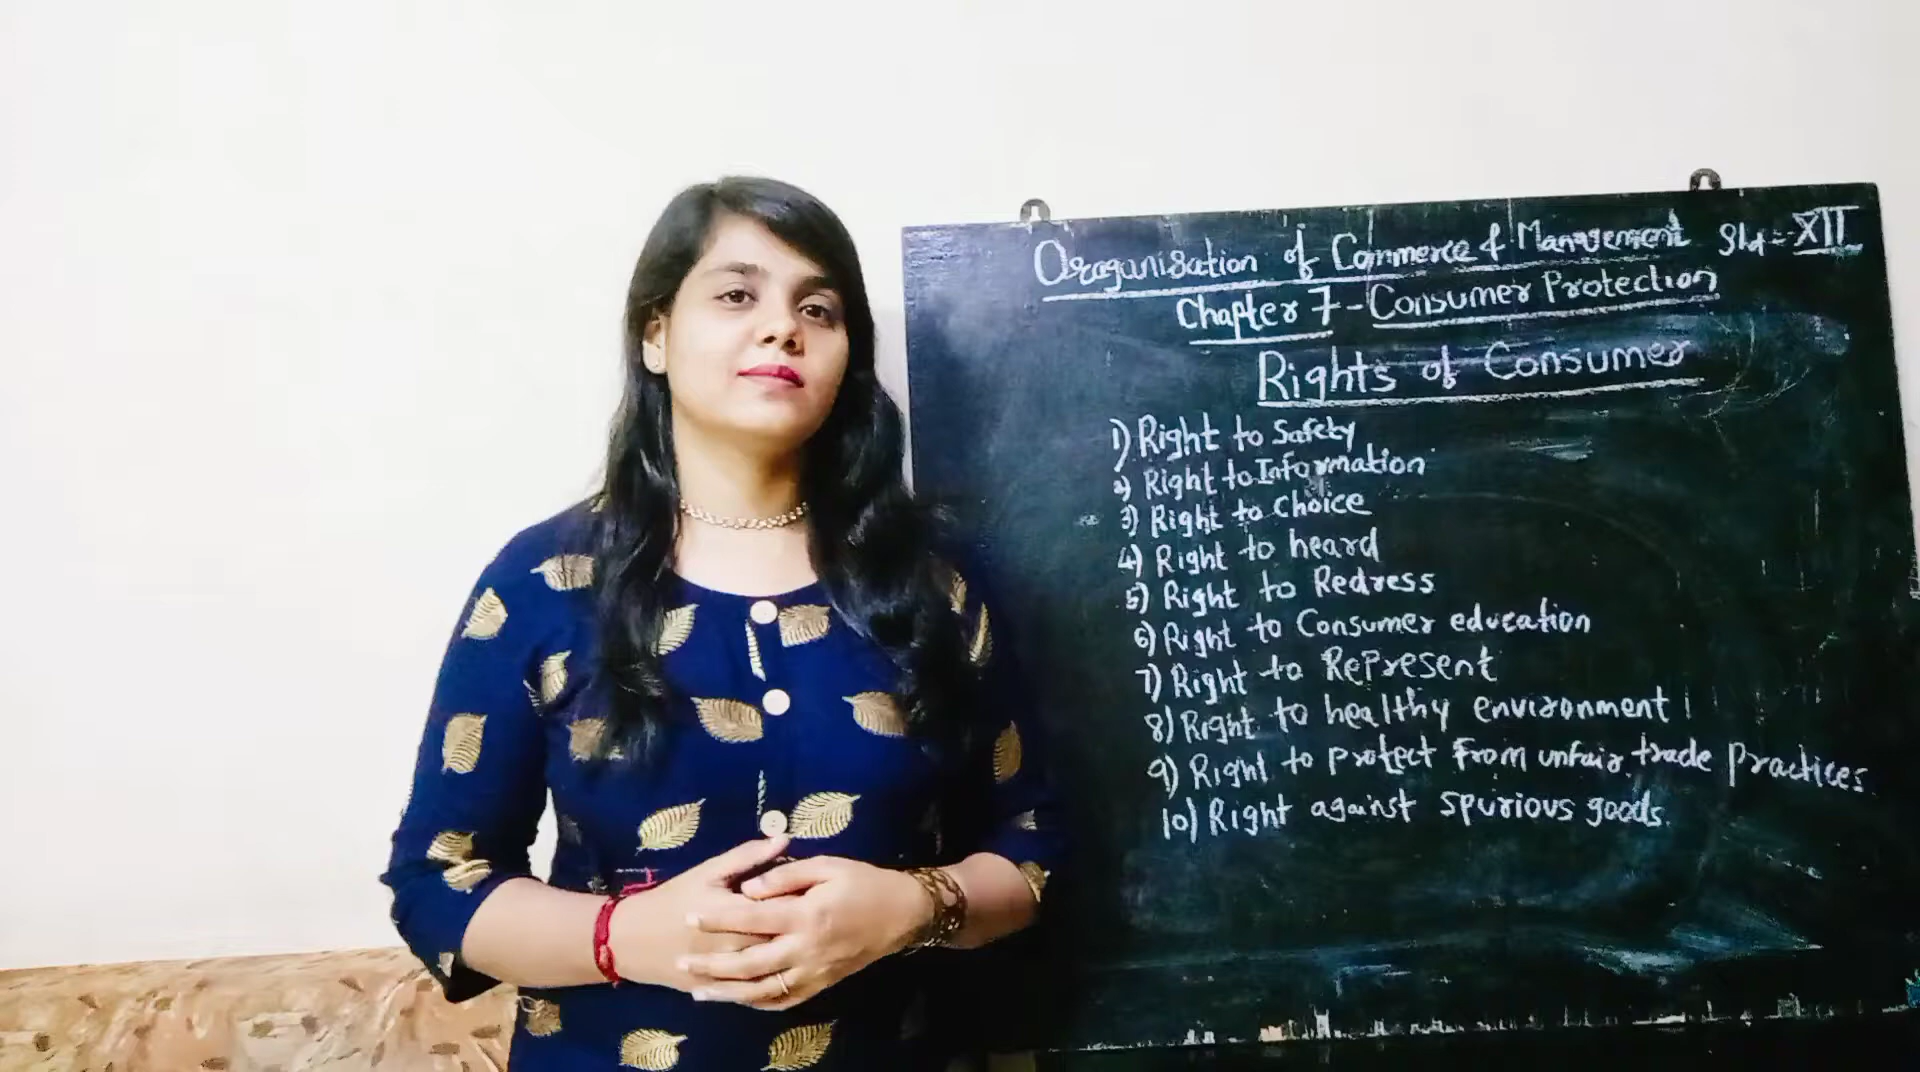 Oraganisation of Commerce & Management Std - XII
Chapter 7 - Consumer Protection
Rights of Consumer
1) Right to Safety
2) Right to Information
3) Right to choice
4) Right to heard
5) Right to Redress
6) Right to Consumer education
7) Right to Represent
8) Right to healthy environment
9) Right to protect from unfair trade practices
10) Right against spurious goods.